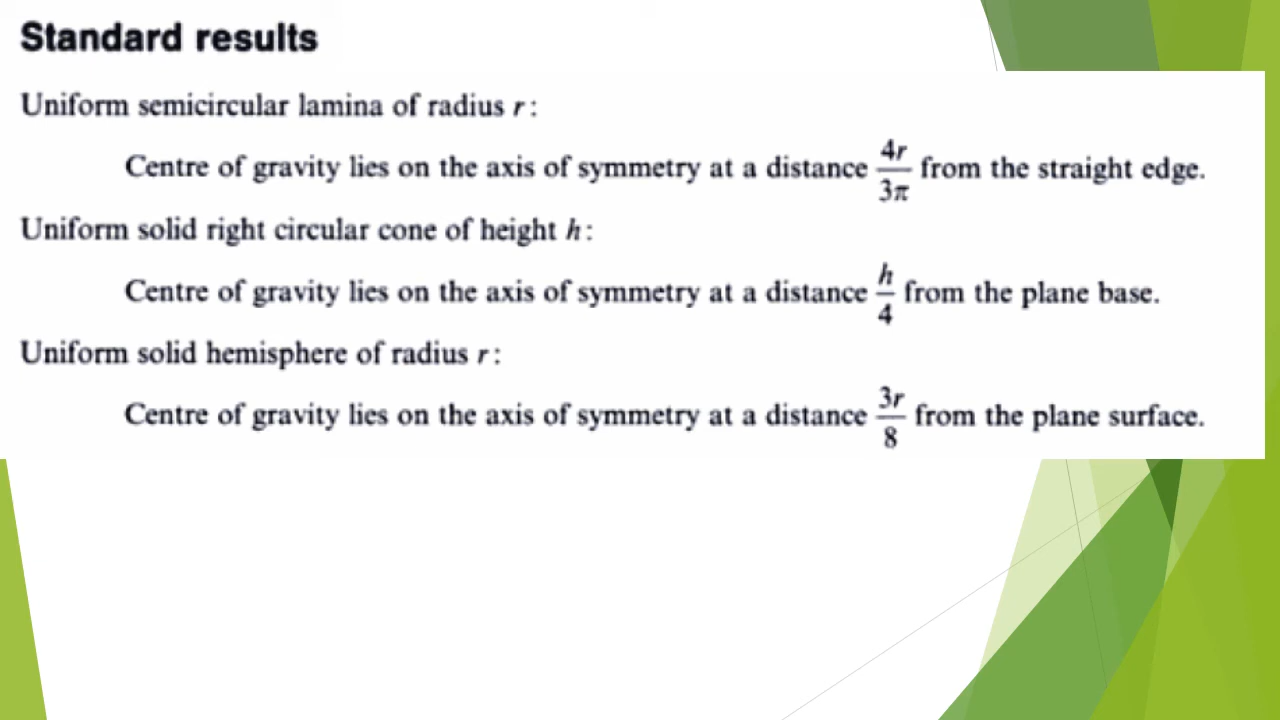 Standard results
Uniform semicircular lamina of radius r:
Centre of gravity lies on the axis of symmetry at a distance 4r/3π from the straight edge.
Uniform solid right circular cone of height h:
Centre of gravity lies on the axis of symmetry at a distance h/4 from the plane base.
Uniform solid hemisphere of radius r:
Centre of gravity lies on the axis of symmetry at a distance 3r/8 from the plane surface.